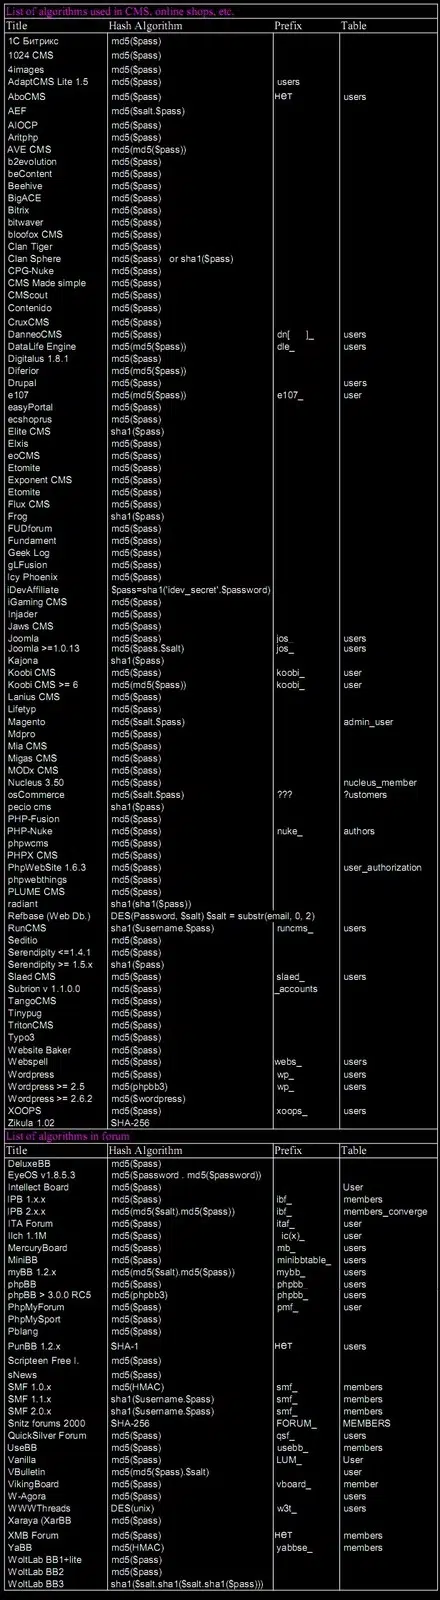 List of algorithms used in CMS, online shops, etc.
Title Hash Algorithm Prefix Table
1С Битрикс md5($pass)
1024 CMS md5($pass)
4images md5($pass)
AdaptCMS Lite 1.5 md5($pass) users
AboCMS md5($pass) нет users
AEF md5($salt.$pass)
AIOCP md5($pass)
Aritphp md5($pass)
AVE CMS md5(md5($pass))
b2evolution md5($pass)
beContent md5($pass)
Beehive md5($pass)
BigACE md5($pass)
Bitrix md5($pass)
bitwaver md5($pass)
bloofox CMS md5($pass)
Clan Tiger md5($pass)
Clan Sphere md5($pass) or sha1($pass)
CPG-Nuke md5($pass)
CMS Made simple md5($pass)
CMScout md5($pass)
Contenido md5($pass)
CruxCMS md5($pass)
DanneoCMS md5($pass) dn[ ]_ users
DataLife Engine md5(md5($pass)) dle_ users
Digitalus 1.8.1 md5($pass)
Diferior md5(md5($pass))
Drupal md5($pass) users
e107 md5(md5($pass)) e107_ user
easyPortal md5($pass)
ecshoprus md5($pass)
Elite CMS sha1($pass)
Elxis md5($pass)
eoCMS md5($pass)
Etomite md5($pass)
Exponent CMS md5($pass)
Etomite md5($pass)
Flux CMS md5($pass)
Frog sha1($pass)
FUDforum md5($pass)
Fundament md5($pass)
Geek Log md5($pass)
gLFusion md5($pass)
Icy Phoenix md5($pass)
iDevAffiliate $pass=sha1('idev_secret'.$password)
iGaming CMS md5($pass)
Injader md5($pass)
Jaws CMS md5($pass)
Joomla md5($pass) jos_ users
Joomla >=1.0.13 md5($pass.$salt) jos_ users
Kajona sha1($pass)
Koobi CMS md5($pass) koobi_ user
Koobi CMS >= 6 md5(md5($pass)) koobi_ user
Lanius CMS md5($pass)
Lifetyp md5($pass)
Magento md5($salt.$pass) admin_user
Mdpro md5($pass)
Mia CMS md5($pass)
Migas CMS md5($pass)
MODx CMS md5($pass)
Nucleus 3.50 md5($pass) nucleus_member
osCommerce md5($salt.$pass) ??? ?ustomers
pecio cms sha1($pass)
PHP-Fusion md5($pass)
PHP-Nuke md5($pass) nuke_ authors
phpwcms md5($pass)
PHPX CMS md5($pass)
PhpWebSite 1.6.3 md5($pass) user_authorization
phpwebthings md5($pass)
PLUME CMS md5($pass)
radiant sha1(sha1($pass))
Refbase (Web Db.) DES(Password, $salt) $salt = substr(email, 0, 2)
RunCMS sha1($username.$pass) runcms_ users
Seditio md5($pass)
Serendipity <=1.4.1 md5($pass)
Serendipity >= 1.5.x sha1($pass)
Slaed CMS md5($pass) slaed_ users
Subrion v 1.1.0.0 md5($pass) _accounts
TangoCMS md5($pass)
Tinypug md5($pass)
TritonCMS md5($pass)
Typo3 md5($pass)
Website Baker md5($pass)
Webspell md5($pass) webs_ users
Wordpress md5($pass) wp_ users
Wordpress >= 2.5 md5(phpbb3) wp_ users
Wordpress >= 2.6.2 md5($wordpress)
XOOPS md5($pass) xoops_ users
Zikula 1.02 SHA-256
List of algorithms in forum
Title Hash Algorithm Prefix Table
DeluxeBB md5($pass)
EyeOS v1.8.5.3 md5($password . md5($password))
Intellect Board md5($pass) User
IPB 1.x.x md5($pass) ibf_ members
IPB 2.x.x md5(md5($salt).md5($pass)) ibf_ members_converge
ITA Forum md5($pass) itaf_ user
Ilch 1.1M md5($pass) ic(x)_ user
MercuryBoard md5($pass) mb_ users
MiniBB md5($pass) minibbtable_ users
myBB 1.2.x md5(md5($salt).md5($pass)) mybb_ users
phpBB md5($pass) phpbb_ users
phpBB > 3.0.0 RC5 md5(phpbb3) phpbb_ users
PhpMyForum md5($pass) pmf_ user
PhpMySport md5($pass)
Pblang md5($pass)
PunBB 1.2.x SHA-1 нет users
Scripteen Free I. md5($pass)
sNews md5($pass)
SMF 1.0.x md5(HMAC) smf_ members
SMF 1.1.x sha1($username.$pass) smf_ members
SMF 2.0.x sha1($username.$pass) smf_ members
Snitz forums 2000 SHA-256 FORUM_ MEMBERS
QuickSilver Forum md5($pass) qsf_ users
UseBB md5($pass) usebb_ members
Vanilla md5($pass) LUM_ User
VBulletin md5(md5($pass).$salt) user
VikingBoard md5($pass) vboard_ member
W-Agora md5($pass) users
WWWThreads DES(unix) w3t_ users
Xaraya (XarBB md5($pass)
XMB Forum md5($pass) нет members
YaBB md5(HMAC) yabbse_ members
WoltLab BB1+lite md5($pass)
WoltLab BB2 md5($pass)
WoltLab BB3 sha1($salt.sha1($salt.sha1($pass)))